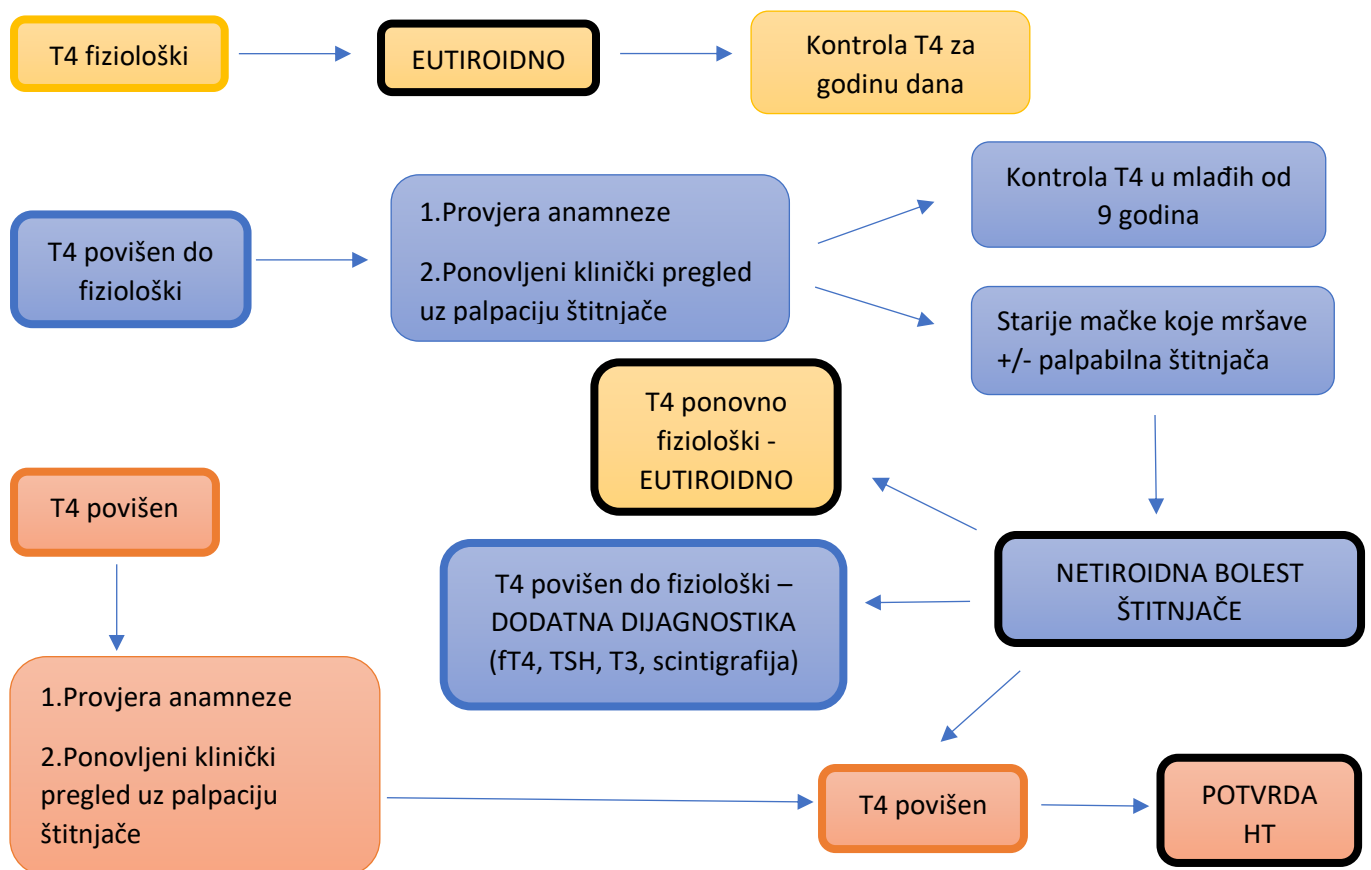 T4 fiziološki
EUTIROIDNO
Kontrola T4 za
godinu dana
T4 povišen do
fiziološki
1.Provjera anamneze
2.Ponovljeni klinički pregled
uz palpaciju štitnjače
Kontrola T4 u mlađih od
9 godina
Starije mačke koje mršave
+/- palpabilna štitnjača
T4 ponovno
fiziološki -
EUTIROIDNO
T4 povišen
NETIROIDNA BOLEST
ŠTITNJAČE
T4 povišen do fiziološki –
DODATNA DIJAGNOSTIKA
(fT4, TSH, T3, scintigrafija)
1.Provjera anamneze
2.Ponovljeni klinički
pregled uz palpaciju
štitnjače
T4 povišen
POTVRDA
HT